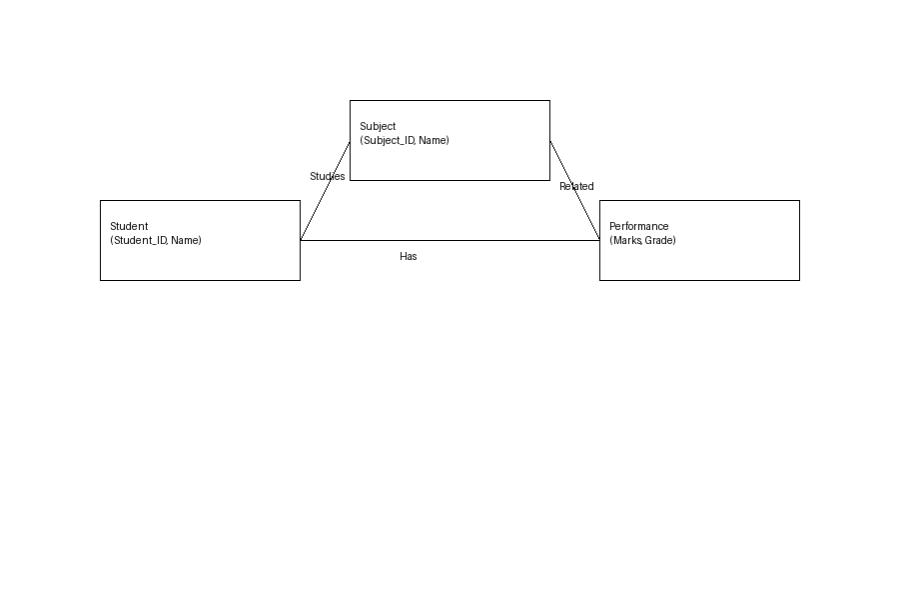 Subject
(Subject_ID, Name)
Studies
Related
Student
(Student_ID, Name)
Performance
(Marks, Grade)
Has